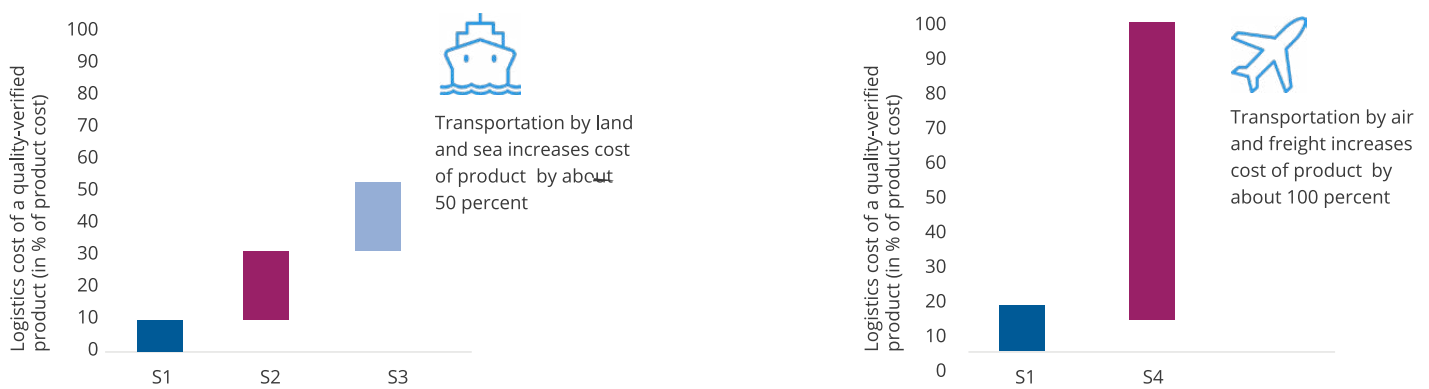 Logistics cost of a quality-verified
product (in % of product cost)
100
90
80
70
60
50
40
30
20
10
0
S1
S2
S3
Transportation by land
and sea increases cost
of product by about
50 percent
Logistics cost of a quality-verified
product (in % of product cost)
100
90
80
70
60
50
40
30
20
10
0
S1
S4
Transportation by air
and freight increases
cost of product by
about 100 percent